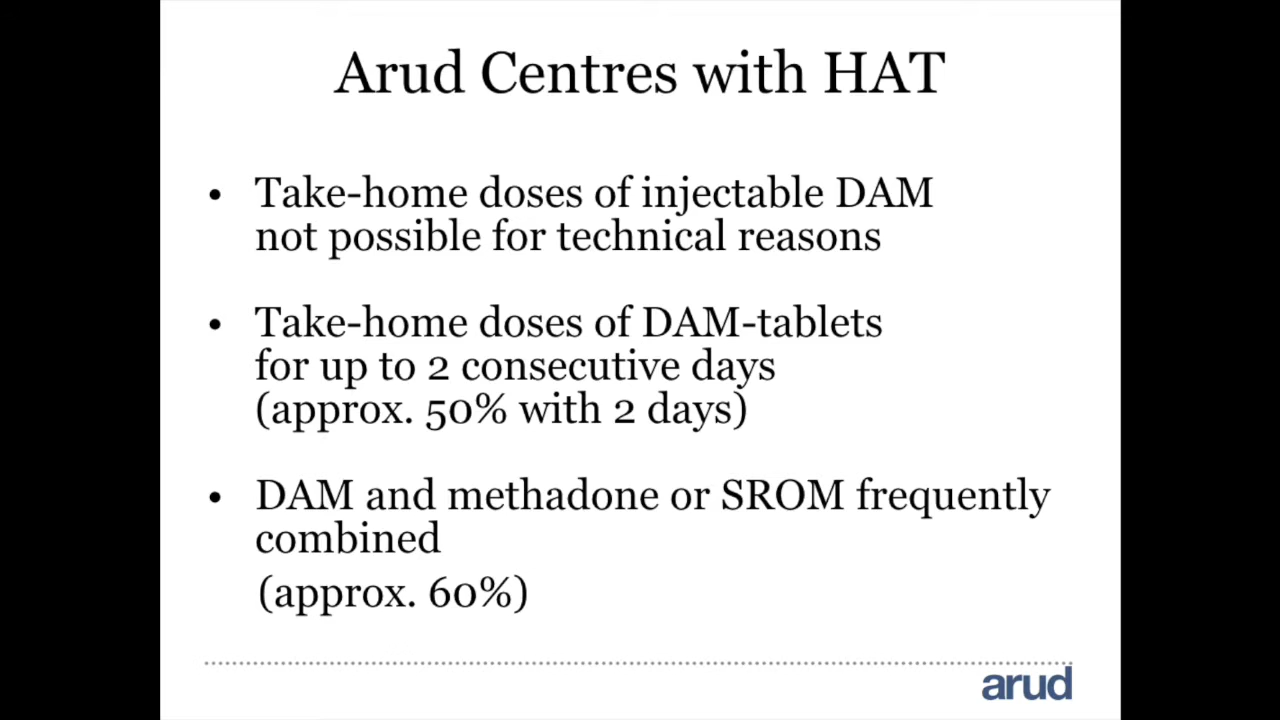 Arud Centres with HAT
• Take-home doses of injectable DAM
not possible for technical reasons
• Take-home doses of DAM-tablets
for up to 2 consecutive days
(approx. 50% with 2 days)
• DAM and methadone or SROM frequently
combined
(approx. 60%)
arud